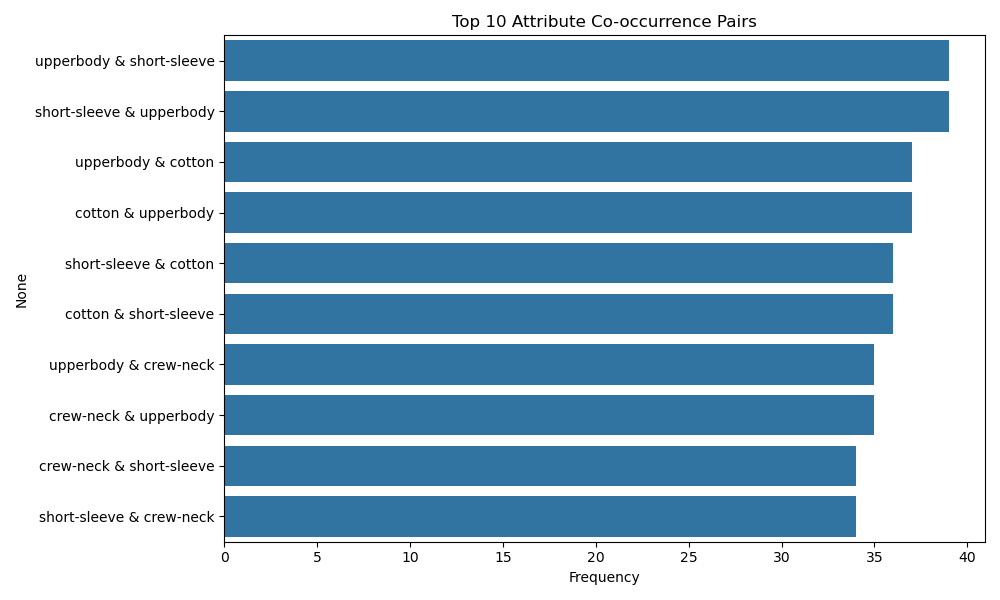 Top 10 Attribute Co-occurrence Pairs
upperbody & short-sleeve
short-sleeve & upperbody
upperbody & cotton
cotton & upperbody
short-sleeve & cotton
cotton & short-sleeve
upperbody & crew-neck
crew-neck & upperbody
crew-neck & short-sleeve
short-sleeve & crew-neck
None
0 5 10 15 20 25 30 35 40
Frequency